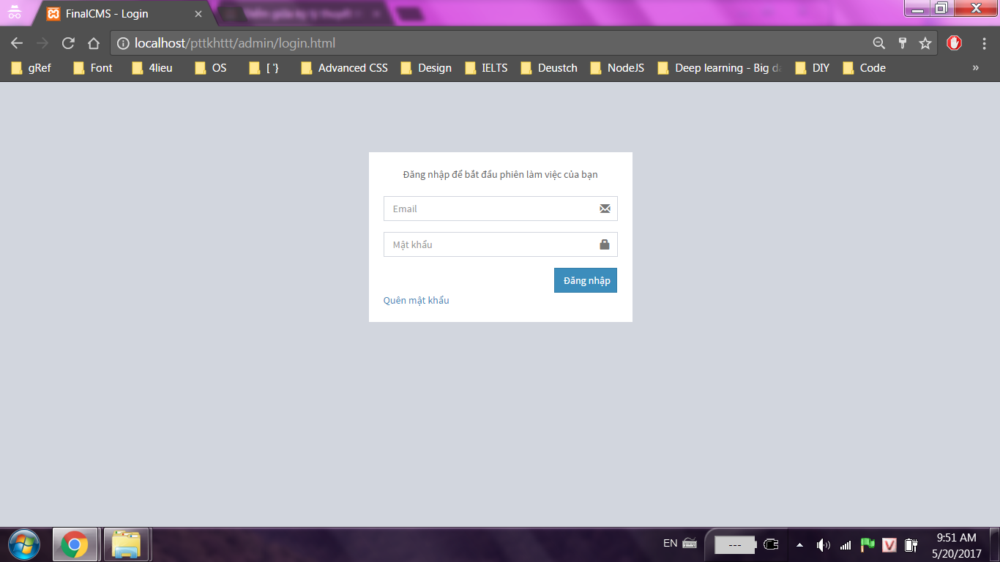 FinalCMS - Login
localhost/pttkhttt/admin/login.html
gRef Font 4lieu OS [ '} Advanced CSS Design IELTS Deustch NodeJS Deep learning - Big da DIY Code »
Đăng nhập để bắt đầu phiên làm việc của bạn
Email
Mật khẩu
Đăng nhập
Quên mật khẩu
EN
---
9:51 AM
5/20/2017